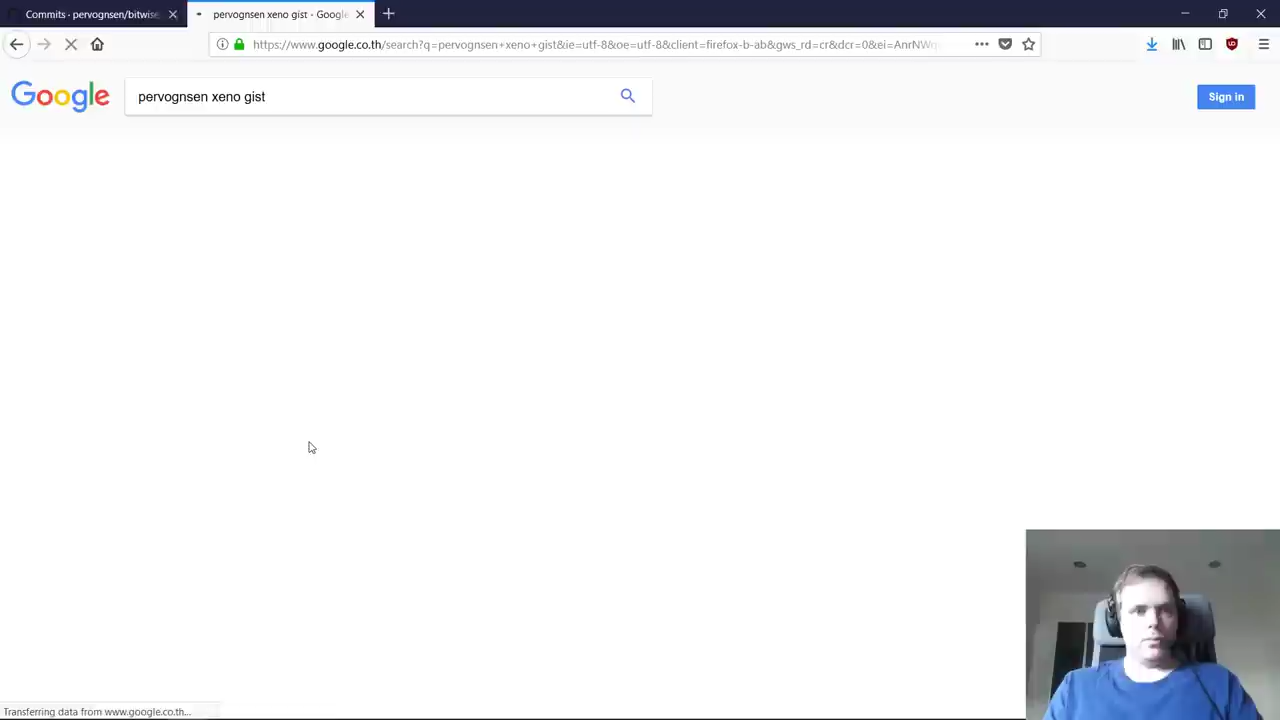 Commits - pervognsen/bitwise
pervognsen xeno gist - Google
https://www.google.co.th/search?q=pervognsen+xeno+gist&ie=utf-8&oe=utf-8&client=firefox-b-ab&gws_rd=cr&dcr=0&ei=AnrNW
Google
pervognsen xeno gist
Sign in
Transferring data from www.google.co.th...